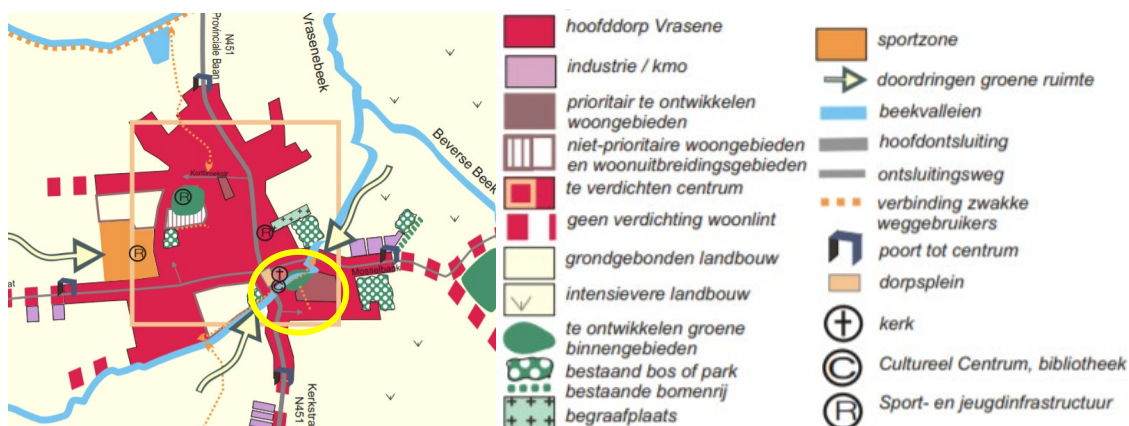 N451
Provinciale Baan
Vrasenebeek
Beverse Beek
R
R
R
Mosselbank
C
at
Kerkstra
N451
hoofddorp Vrasene
industrie / kmo
prioritair te ontwikkelen
woongebieden
niet-prioritaire woongebieden
en woonuitbreidingsgebieden
te verdichten centrum
geen verdichting woonlint
grondgebonden landbouw
intensievere landbouw
te ontwikkelen groene
binnengebieden
bestaand bos of park
bestaande bomenrij
begraafplaats
sportzone
doordringen groene ruimte
beekvalleien
hoofdontsluiting
ontsluitingsweg
verbinding zwakke
weggebruikers
poort tot centrum
dorpsplein
kerk
C
Cultureel Centrum, bibliotheek
R
Sport- en jeugdinfrastructuur